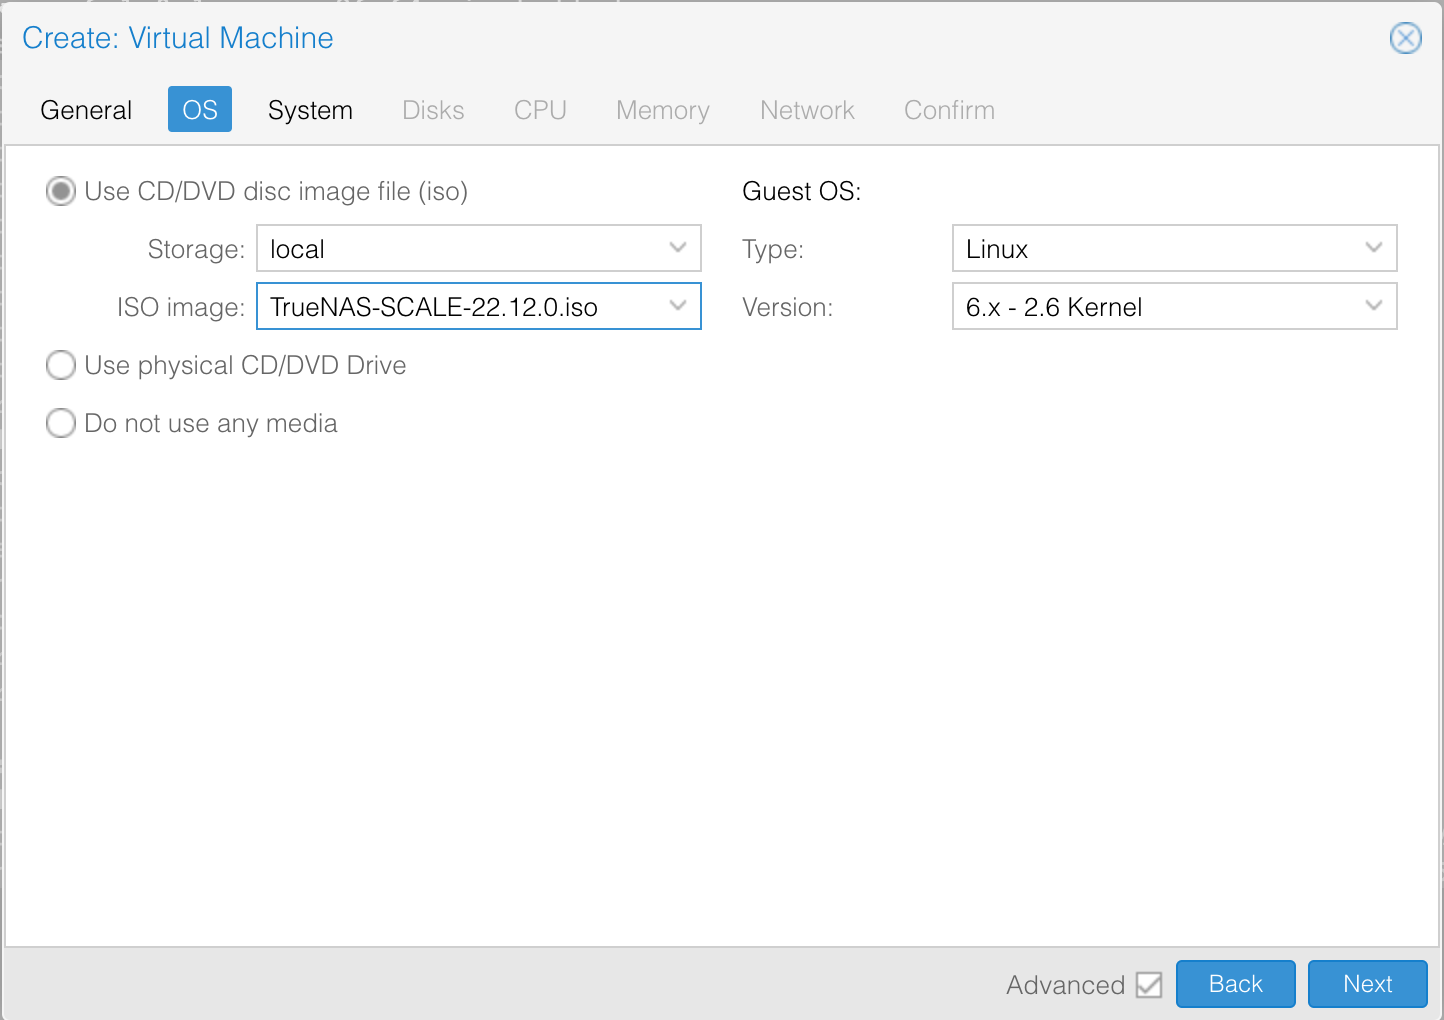 Create: Virtual Machine
General OS System Disks CPU Memory Network Confirm
Use CD/DVD disc image file (iso)
Storage: local
ISO image: TrueNAS-SCALE-22.12.0.iso
Use physical CD/DVD Drive
Do not use any media
Guest OS:
Type: Linux
Version: 6.x - 2.6 Kernel
Advanced Back Next